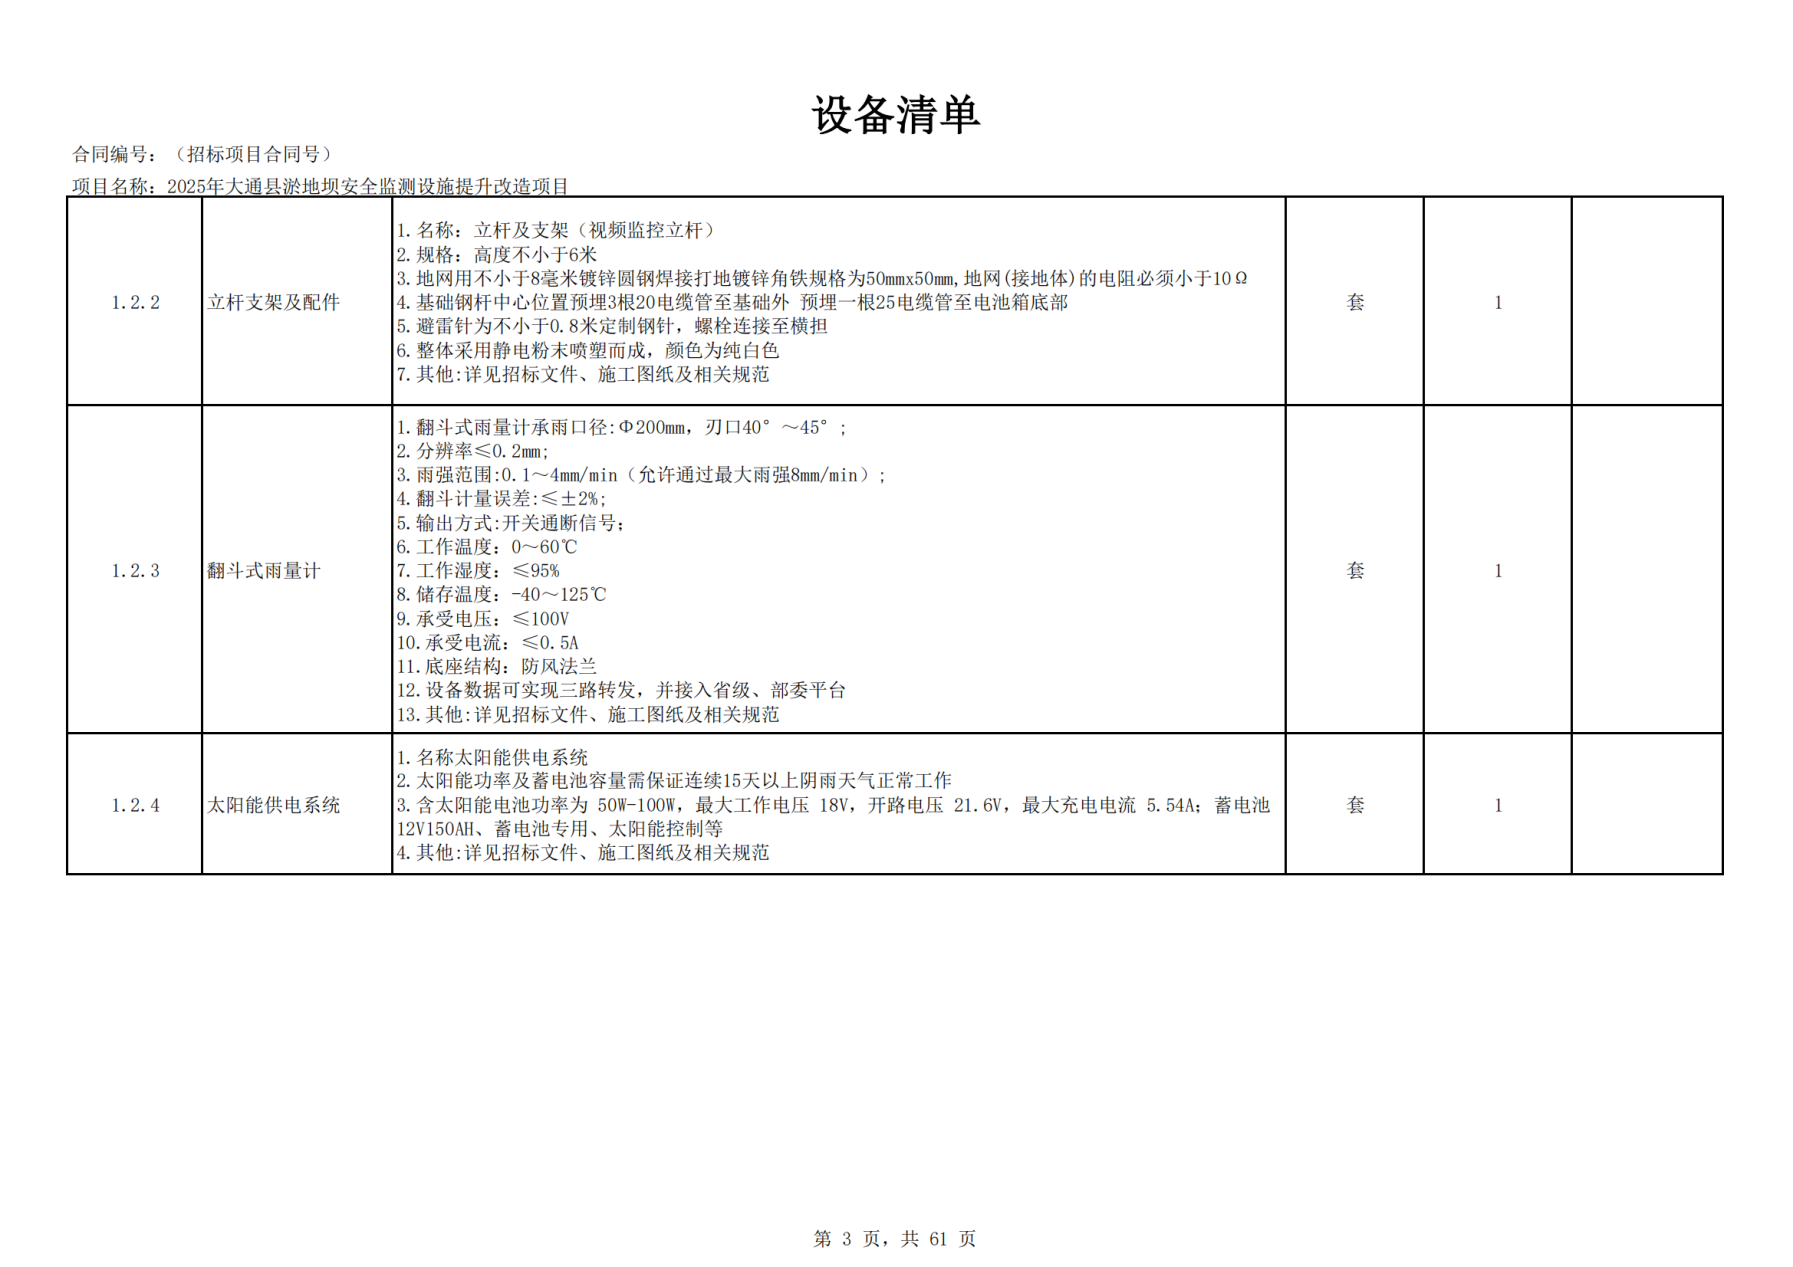 设备清单
合同编号：（招标项目合同号）
项目名称：2025年大通县淤地坝安全监测设施提升改造项目
1.2.2
立杆支架及配件
1.名称：立杆及支架（视频监控立杆）
2.规格：高度不小于6米
3.地网用不小于8毫米镀锌圆钢焊接打地镀锌角铁规格为50mmx50mm,地网(接地体)的电阻必须小于10Ω
4.基础钢杆中心位置预埋3根20电缆管至基础外 预埋一根25电缆管至电池箱底部
5.避雷针为不小于0.8米定制钢针，螺栓连接至横担
6.整体采用静电粉末喷塑而成，颜色为纯白色
7.其他:详见招标文件、施工图纸及相关规范
套
1
1.2.3
翻斗式雨量计
1.翻斗式雨量计承雨口径:Φ200mm，刃口40°～45°;
2.分辨率≤0.2mm;
3.雨强范围:0.1～4mm/min（允许通过最大雨强8mm/min）;
4.翻斗计量误差:≤±2%;
5.输出方式:开关通断信号;
6.工作温度：0～60℃
7.工作湿度：≤95%
8.储存温度：-40～125℃
9.承受电压：≤100V
10.承受电流：≤0.5A
11.底座结构：防风法兰
12.设备数据可实现三路转发，并接入省级、部委平台
13.其他:详见招标文件、施工图纸及相关规范
套
1
1.2.4
太阳能供电系统
1.名称太阳能供电系统
2.太阳能功率及蓄电池容量需保证连续15天以上阴雨天气正常工作
3.含太阳能电池功率为 50W-100W，最大工作电压 18V，开路电压 21.6V，最大充电电流 5.54A；蓄电池
12V150AH、蓄电池专用、太阳能控制等
4.其他:详见招标文件、施工图纸及相关规范
套
1
第 3 页，共 61 页